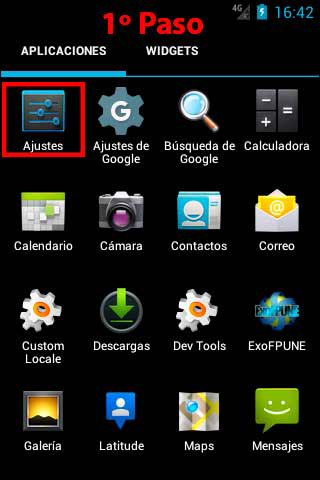 1º Paso
4G
16:42
APLICACIONES
WIDGETS
Ajustes
Ajustes de
Google
Búsqueda de
Google
Calculadora
Calendario
Cámara
Contactos
Correo
Custom
Locale
Descargas
Dev Tools
ExoFPUNE
Galería
Latitude
Maps
Mensajes